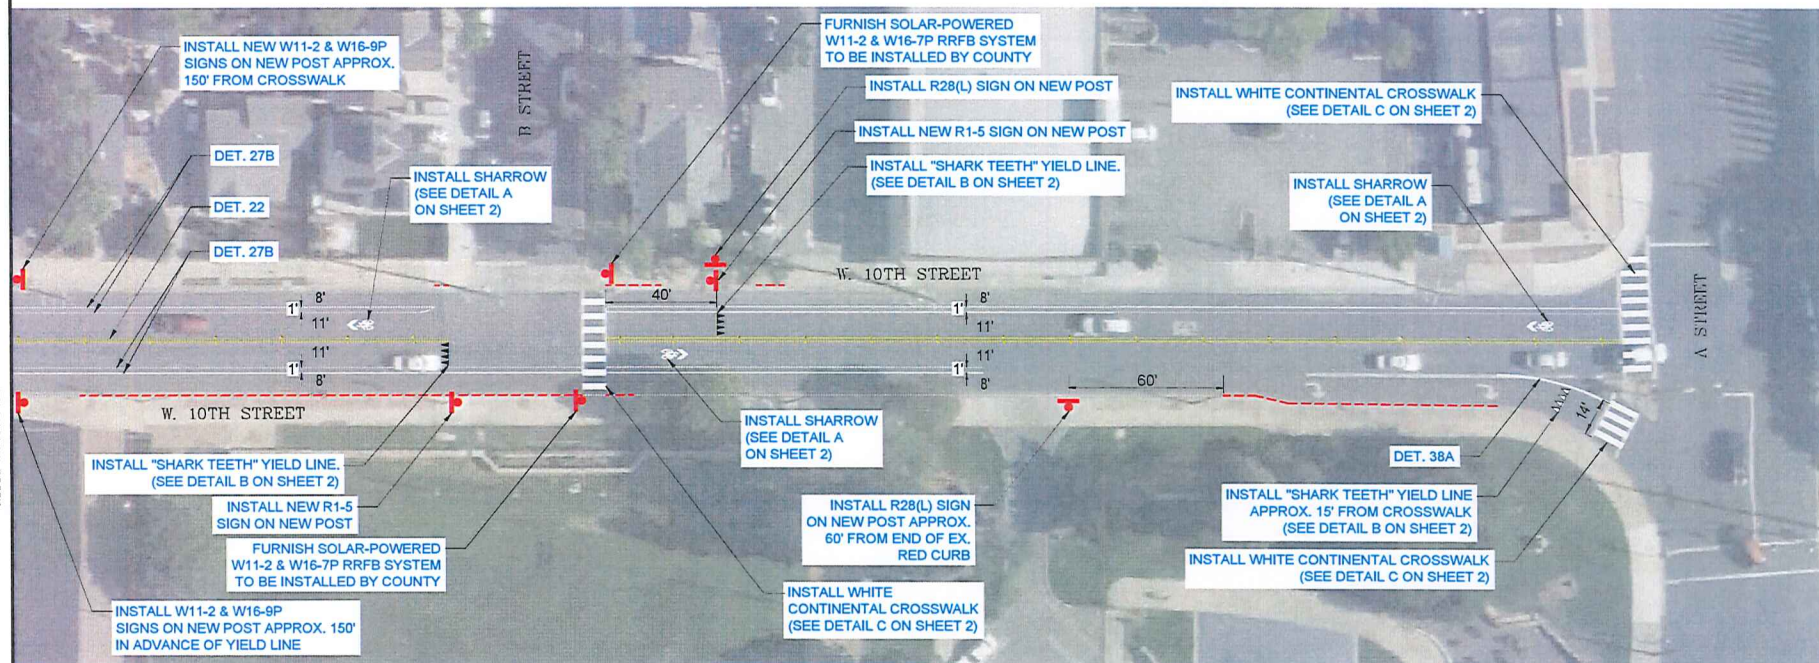 INSTALL NEW W11-2 & W16-9P
SIGNS ON NEW POST APPROX.
150' FROM CROSSWALK
B STREET
FURNISH SOLAR-POWERED
W11-2 & W16-7P RRFB SYSTEM
TO BE INSTALLED BY COUNTY
INSTALL R28(L) SIGN ON NEW POST
INSTALL NEW R1-5 SIGN ON NEW POST
INSTALL "SHARK TEETH" YIELD LINE.
(SEE DETAIL B ON SHEET 2)
INSTALL WHITE CONTINENTAL CROSSWALK
(SEE DETAIL C ON SHEET 2)
DET. 27B
DET. 22
DET. 27B
INSTALL SHARROW
(SEE DETAIL A
ON SHEET 2)
INSTALL SHARROW
(SEE DETAIL A
ON SHEET 2)
W. 10TH STREET
A STREET
8'
1'
11'
11'
1'
8'
40'
8'
1'
11'
11'
1'
8'
60'
14'
W. 10TH STREET
INSTALL "SHARK TEETH" YIELD LINE.
(SEE DETAIL B ON SHEET 2)
INSTALL NEW R1-5
SIGN ON NEW POST
FURNISH SOLAR-POWERED
W11-2 & W16-7P RRFB SYSTEM
TO BE INSTALLED BY COUNTY
INSTALL W11-2 & W16-9P
SIGNS ON NEW POST APPROX. 150'
IN ADVANCE OF YIELD LINE
INSTALL SHARROW
(SEE DETAIL A
ON SHEET 2)
INSTALL WHITE
CONTINENTAL CROSSWALK
(SEE DETAIL C ON SHEET 2)
INSTALL R28(L) SIGN
ON NEW POST APPROX.
60' FROM END OF EX.
RED CURB
DET. 38A
INSTALL "SHARK TEETH" YIELD LINE
APPROX. 15' FROM CROSSWALK
(SEE DETAIL B ON SHEET 2)
INSTALL WHITE CONTINENTAL CROSSWALK
(SEE DETAIL C ON SHEET 2)